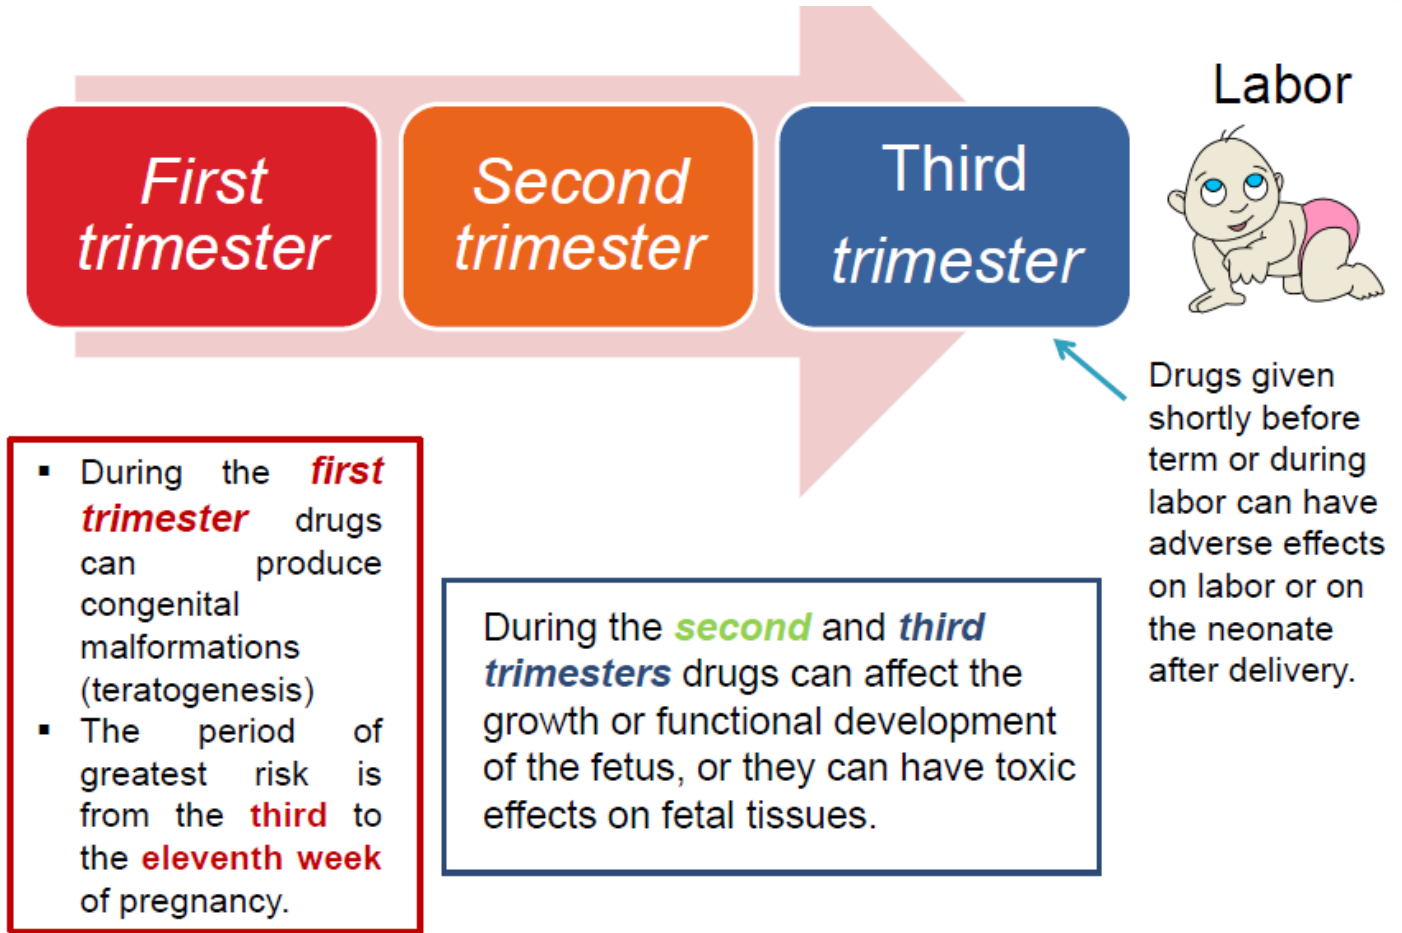 First
trimester
Second
trimester
Third
trimester
Labor
Drugs given
shortly before
term or during
labor can have
adverse effects
on labor or on
the neonate
after delivery.
▪ During the first
trimester drugs
can produce
congenital
malformations
(teratogenesis)
▪ The period of
greatest risk is
from the third to
the eleventh week
of pregnancy.
During the second and third
trimesters drugs can affect the
growth or functional development
of the fetus, or they can have toxic
effects on fetal tissues.